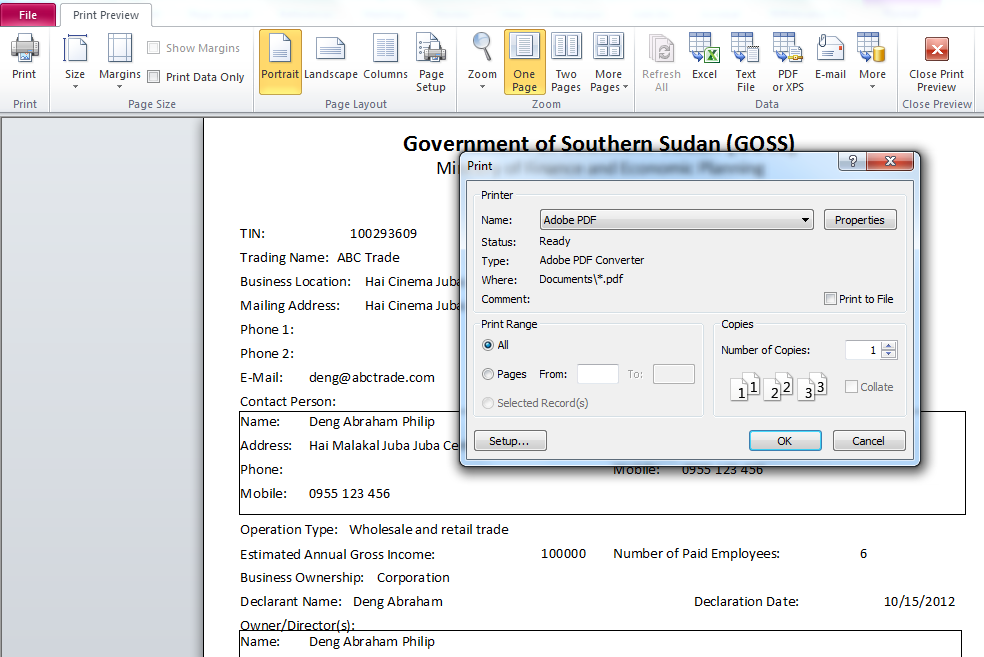 File Print Preview
Show Margins
Print Data Only
Print Size Margins Portrait Landscape Columns Page Setup Zoom One Page Two Pages More Pages Refresh All Excel Text File PDF or XPS E-mail More Close Print Preview
Print Page Size Page Layout Zoom Data Close Preview
Government of Southern Sudan (GOSS)
Ministry of Finance and Economic Planning
TIN: 100293609
Trading Name: ABC Trade
Business Location: Hai Cinema Juba
Mailing Address: Hai Cinema Juba
Phone 1:
Phone 2:
E-Mail: deng@abctrade.com
Contact Person:
Name: Deng Abraham Philip
Address: Hai Malakal Juba Juba Ce
Phone:
Mobile: 0955 123 456
Mobile: 0955 123 456
Operation Type: Wholesale and retail trade
Estimated Annual Gross Income: 100000 Number of Paid Employees: 6
Business Ownership: Corporation
Declarant Name: Deng Abraham Declaration Date: 10/15/2012
Owner/Director(s):
Name: Deng Abraham Philip
Print
Printer
Name: Adobe PDF Properties
Status: Ready
Type: Adobe PDF Converter
Where: Documents\*.pdf
Comment: Print to File
Print Range
All
Pages From: To:
Selected Record(s)
Copies
Number of Copies: 1
1 1 2 2 3 3 Collate
Setup... OK Cancel